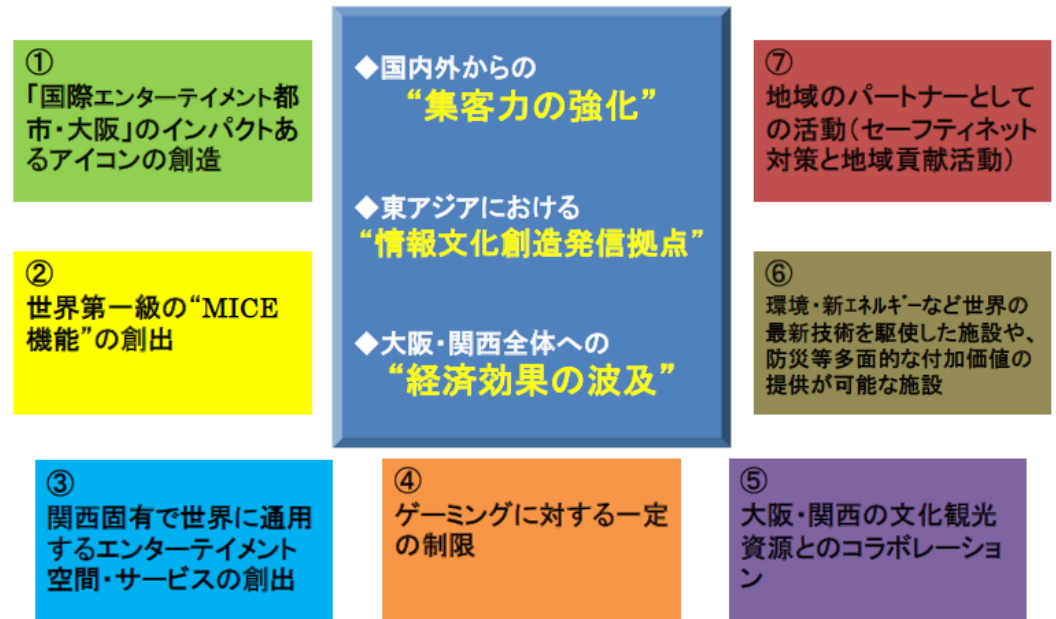 ①
「国際エンターテイメント都
市・大阪」のインパクトあ
るアイコンの創造
②
世界第一級の“MICE
機能”の創出
③
関西固有で世界に通用
するエンターテイメント
空間・サービスの創出
◆国内外からの
“集客力の強化”
◆東アジアにおける
“情報文化創造発信拠点”
◆大阪・関西全体への
“経済効果の波及”
④
ゲーミングに対する一定
の制限
⑤
大阪・関西の文化観光
資源とのコラボレーショ
ン
⑥
環境・新ｴﾈﾙｷﾞｰなど世界の
最新技術を駆使した施設や、
防災等多面的な付加価値の
提供が可能な施設
⑦
地域のパートナーとして
の活動（セーフティネット
対策と地域貢献活動）